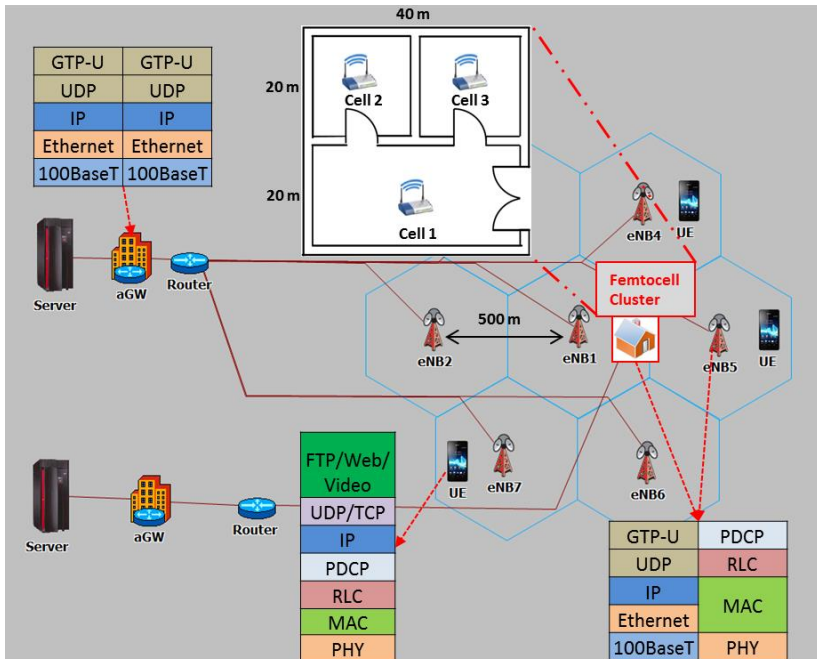 40 m
GTP-U GTP-U
UDP UDP
IP IP
Ethernet Ethernet
100BaseT 100BaseT
20 m
Cell 2
Cell 3
20 m
Cell 1
eNB4
UE
Server
aGW
Router
Femtocell
Cluster
500 m
eNB2
eNB1
eNB5
UE
FTP/Web/
Video
UDP/TCP
IP
PDCP
RLC
MAC
PHY
UE
eNB7
eNB6
Server
aGW
Router
GTP-U PDCP
UDP RLC
IP
MAC
Ethernet
100BaseT PHY